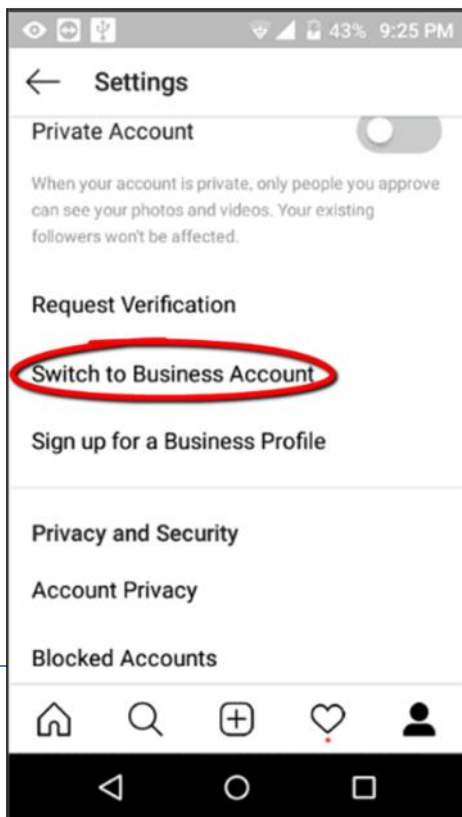 43% 9:25 PM
Settings
Private Account
When your account is private, only people you approve
can see your photos and videos. Your existing
followers won't be affected.
Request Verification
Switch to Business Account
Sign up for a Business Profile
Privacy and Security
Account Privacy
Blocked Accounts